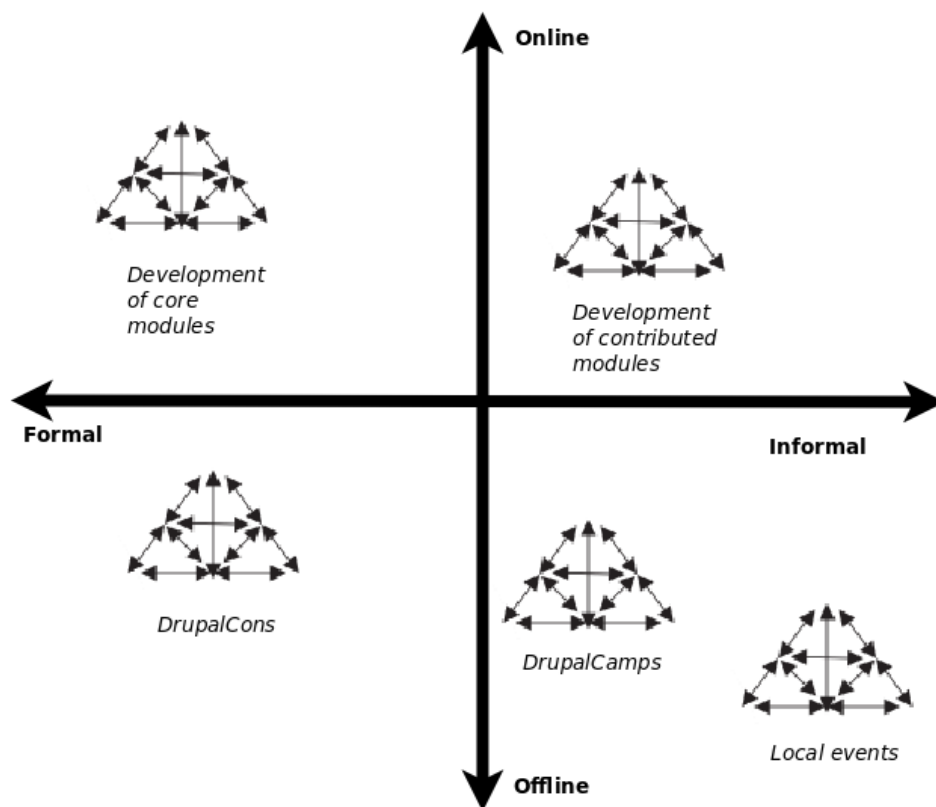 Online
Development
of core
modules
Development
of contributed
modules
Formal
Informal
DrupalCons
DrupalCamps
Local events
Offline